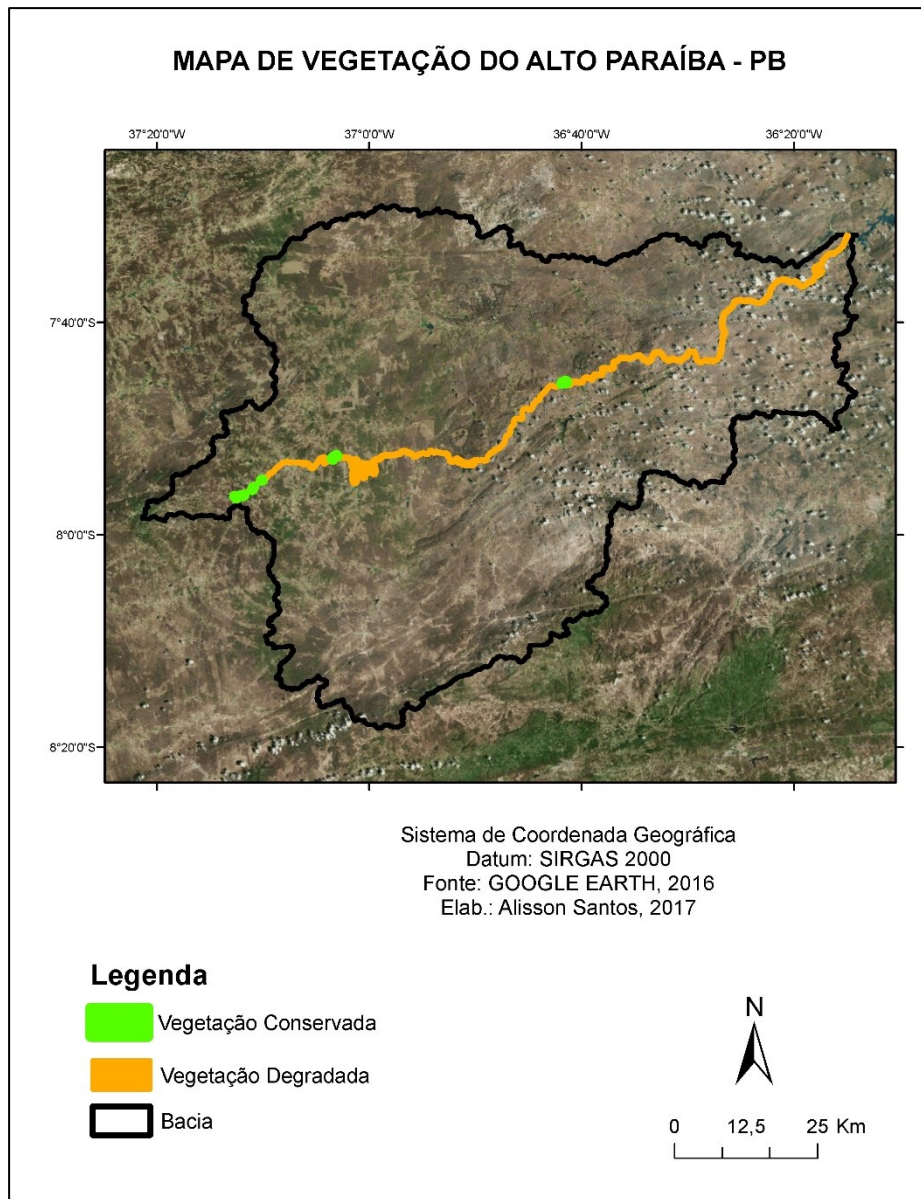 MAPA DE VEGETAÇÃO DO ALTO PARAÍBA - PB
37°20'0"W
37°0'0"W
36°40'0"W
36°20'0"W
7°40'0"S
8°0'0"S
8°20'0"S
Sistema de Coordenada Geográfica
Datum: SIRGAS 2000
Fonte: GOOGLE EARTH, 2016
Elab.: Alisson Santos, 2017
Legenda
Vegetação Conservada
Vegetação Degradada
Bacia
N
0 12,5 25 Km